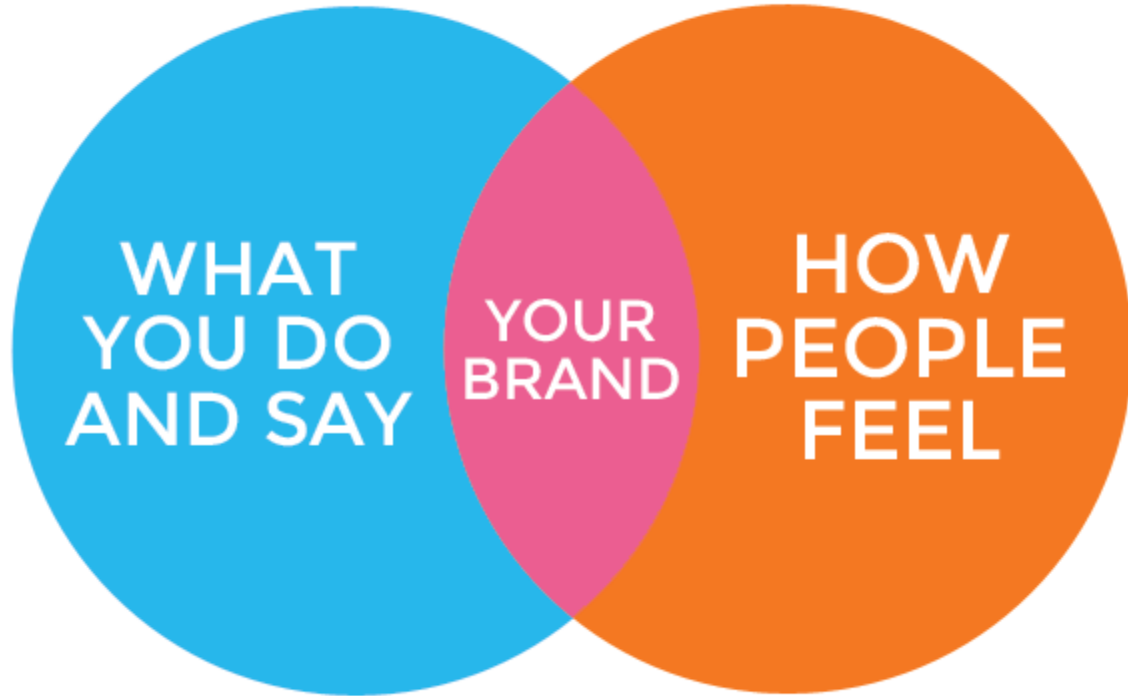 WHAT
YOU DO
AND SAY
YOUR
BRAND
HOW
PEOPLE
FEEL